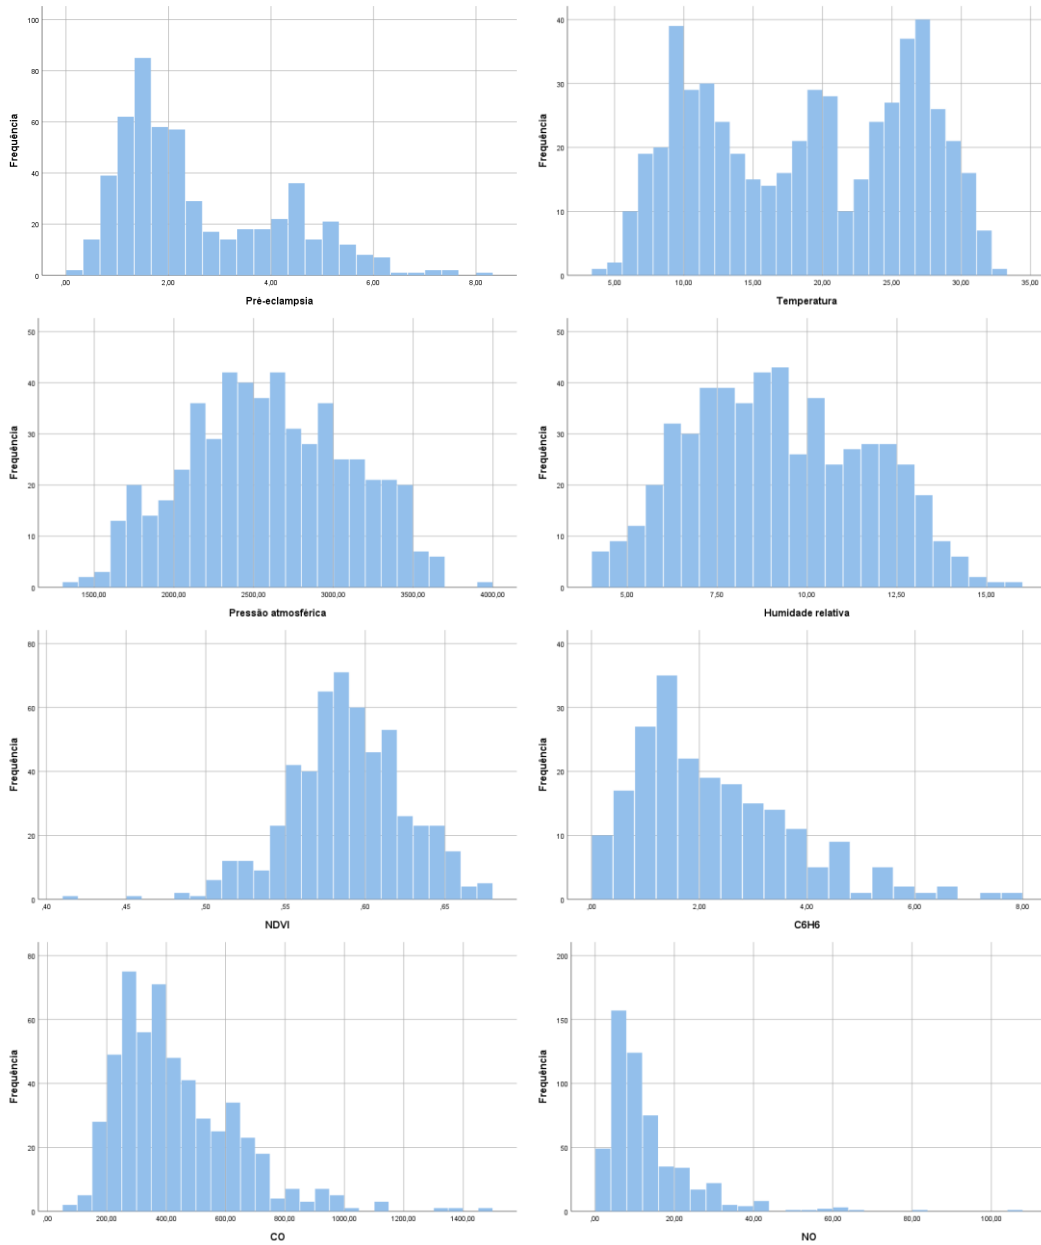 100
80
60
40
20
0
Frequência
,00 2,00 4,00 6,00 8,00
Pré-eclampsia
40
30
20
10
0
Frequência
5,00 10,00 15,00 20,00 25,00 30,00 35,00
Temperatura
50
40
30
20
10
0
Frequência
1500,00 2000,00 2500,00 3000,00 3500,00 4000,00
Pressão atmosférica
50
40
30
20
10
0
Frequência
5,00 7,50 10,00 12,50 15,00
Humidade relativa
80
60
40
20
0
Frequência
,40 ,45 ,50 ,55 ,60 ,65
NDVI
40
30
20
10
0
Frequência
,00 2,00 4,00 6,00 8,00
C6H6
80
60
40
20
0
Frequência
,00 200,00 400,00 600,00 800,00 1000,00 1200,00 1400,00
CO
200
150
100
50
0
Frequência
,00 20,00 40,00 60,00 80,00 100,00
NO